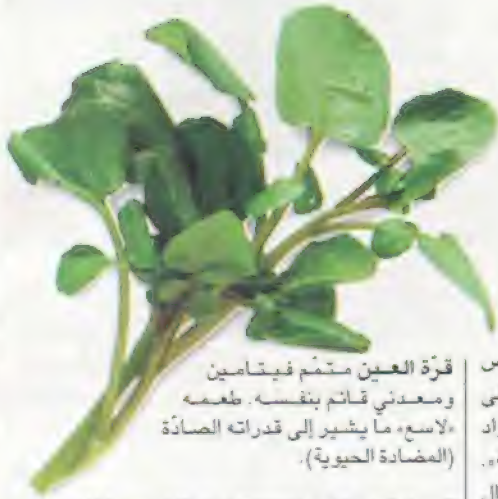 قرّة العين متمّم فيتامين
ومعدني قائم بنفسه. طعمه
«لاسع» ما يشير إلى قدراته الصادّة
(المضادة الحيوية).